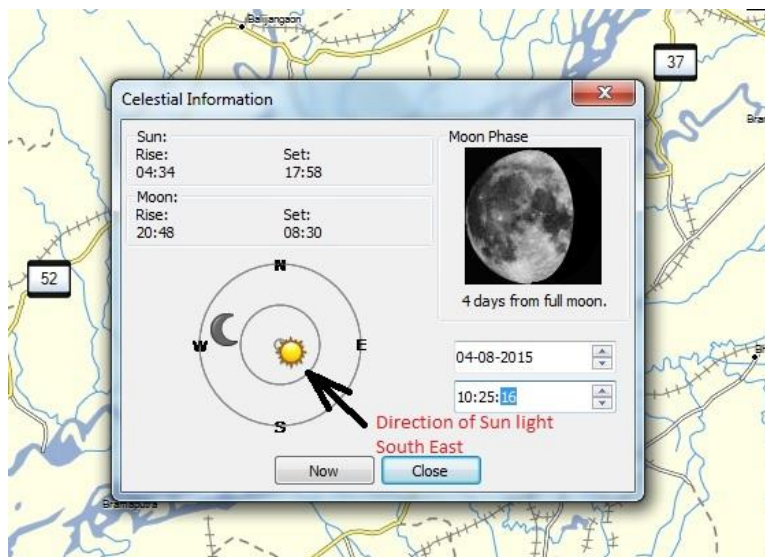 Balijangaon
37
Celestial Information
Sun:
Rise: Set:
04:34 17:58
Moon:
Rise: Set:
20:48 08:30
Moon Phase
4 days from full moon.
N
W E
S
52
04-08-2015
10:25:16
Direction of Sun light
South East
Now Close
Bramaputra